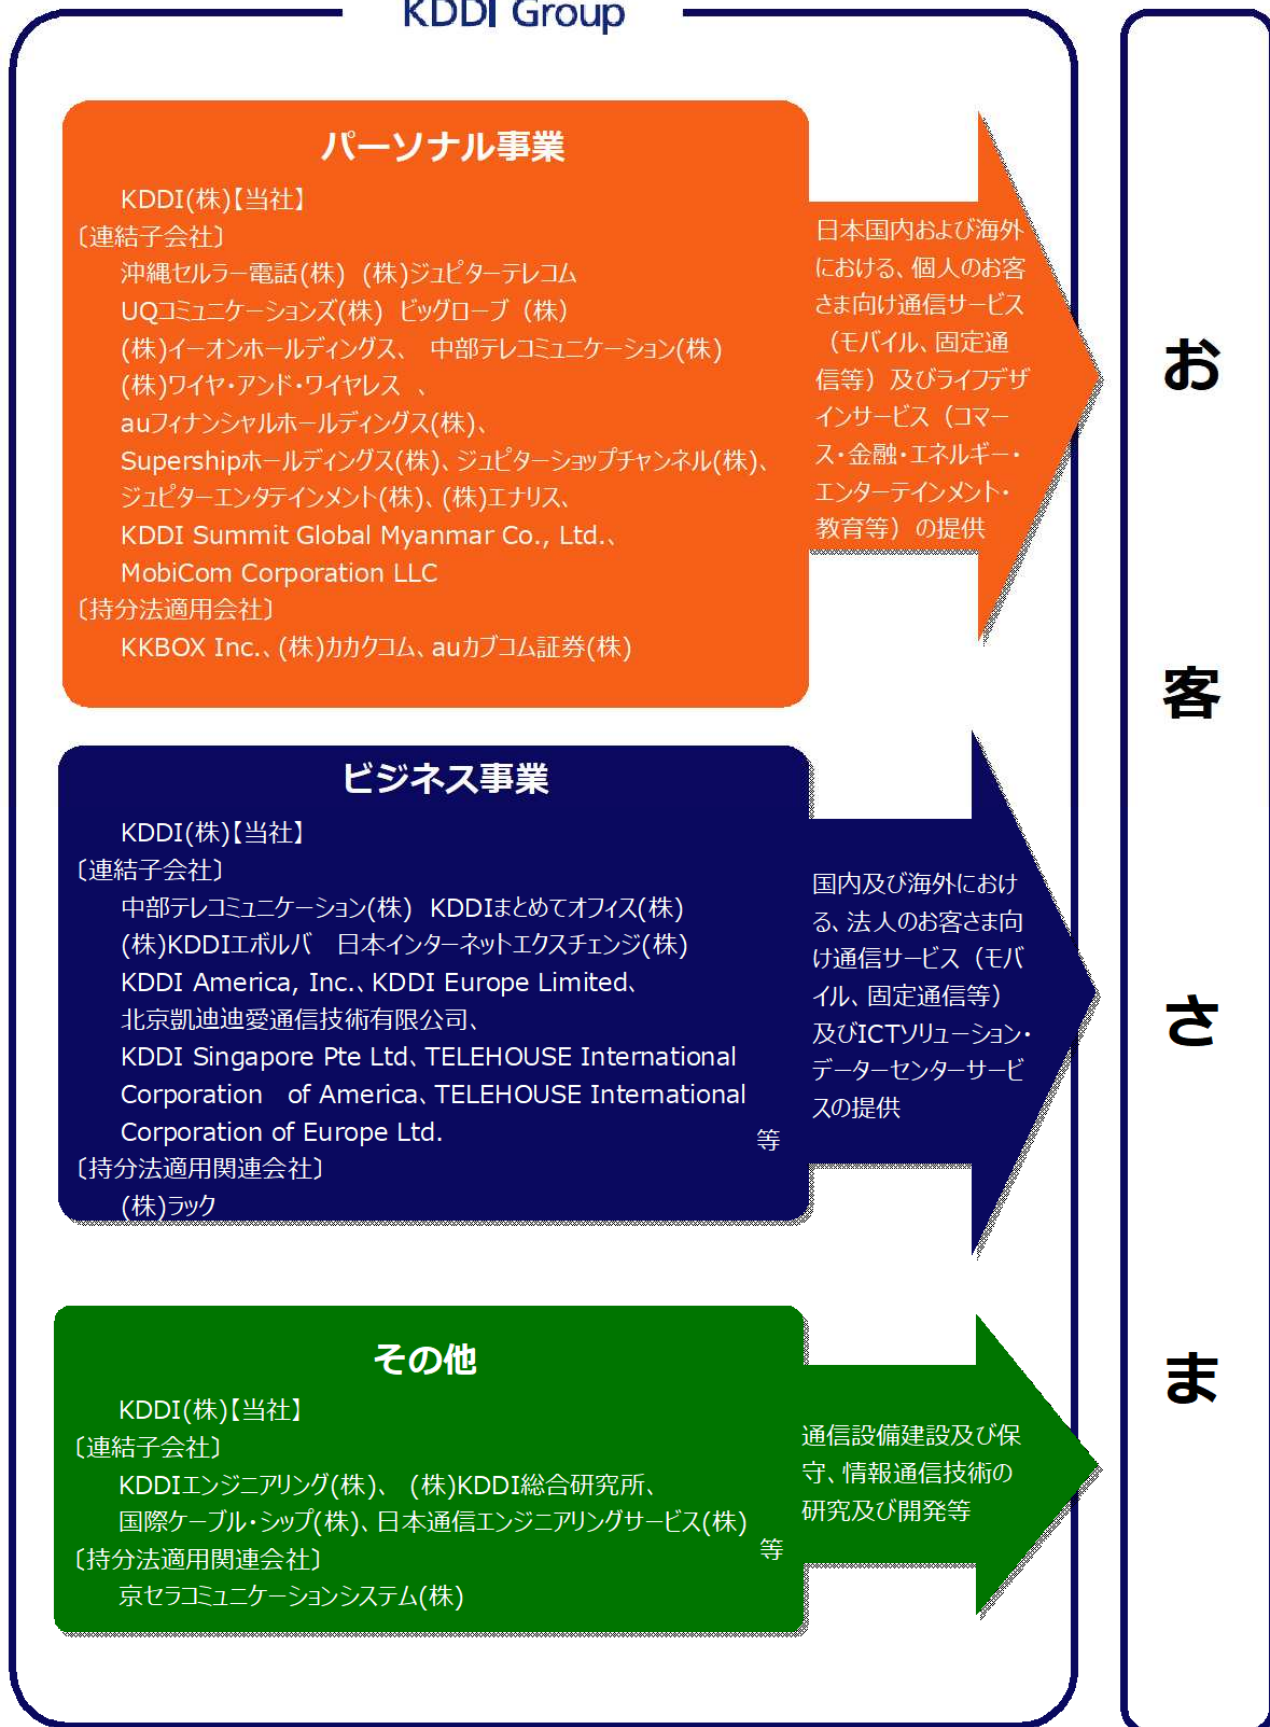 KDDI Group
パーソナル事業
KDDI(株)【当社】
〔連結子会社〕
沖縄セルラー電話(株) (株)ジュピターテレコム
UQコミュニケーションズ(株) ビッグローブ (株)
(株)イーオンホールディングス、 中部テレコミュニケーション(株)
(株)ワイヤ・アンド・ワイヤレス 、
auフィナンシャルホールディングス(株)、
Supershipホールディングス(株)、ジュピターショップチャンネル(株)、
ジュピターエンタテインメント(株)、(株)エナリス、
KDDI Summit Global Myanmar Co., Ltd.、
MobiCom Corporation LLC
〔持分法適用会社〕
KKBOX Inc.、(株)カカクコム、auカブコム証券(株)
日本国内および海外
における、個人のお客
さま向け通信サービス
(モバイル、固定通
信等)及びライフデザ
インサービス(コマー
ス・金融・エネルギー・
エンターテインメント・
教育等)の提供
ビジネス事業
KDDI(株)【当社】
〔連結子会社〕
中部テレコミュニケーション(株) KDDIまとめてオフィス(株)
(株)KDDIエボルバ 日本インターネットエクスチェンジ(株)
KDDI America, Inc.、KDDI Europe Limited、
北京凱迪迪愛通信技術有限公司、
KDDI Singapore Pte Ltd、TELEHOUSE International
Corporation of America、TELEHOUSE International
Corporation of Europe Ltd.
等
〔持分法適用関連会社〕
(株)ラック
国内及び海外におけ
る、法人のお客さま向
け通信サービス(モバ
イル、固定通信等)
及びICTソリューション・
データーセンターサービ
スの提供
その他
KDDI(株)【当社】
〔連結子会社〕
KDDIエンジニアリング(株)、 (株)KDDI総合研究所、
国際ケーブル・シップ(株)、日本通信エンジニアリングサービス(株)
等
〔持分法適用関連会社〕
京セラコミュニケーションシステム(株)
通信設備建設及び保
守、情報通信技術の
研究及び開発等
お
客
さ
ま